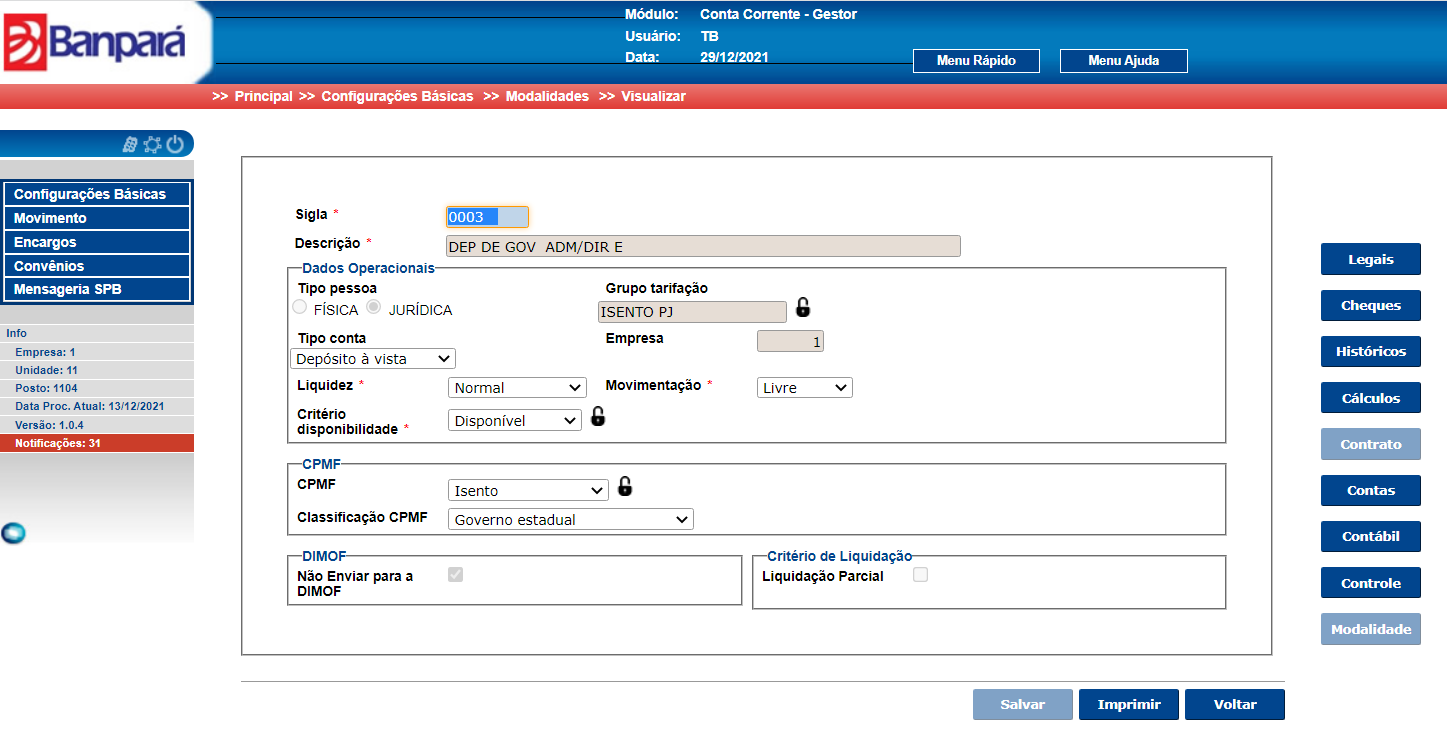 Banpará
Módulo: Conta Corrente - Gestor
Usuário: TB
Data: 29/12/2021
Menu Rápido
Menu Ajuda
>> Principal >> Configurações Básicas >> Modalidades >> Visualizar
Configurações Básicas
Movimento
Encargos
Convênios
Mensageria SPB
Info
Empresa: 1
Unidade: 11
Posto: 1104
Data Proc. Atual: 13/12/2021
Versão: 1.0.4
Notificações: 31
Sigla * 0003
Descrição * DEP DE GOV ADM/DIR E
Dados Operacionais
Tipo pessoa Grupo tarifação
FÍSICA JURÍDICA ISENTO PJ
Tipo conta Empresa 1
Depósito à vista
Liquidez * Normal Movimentação * Livre
Critério
disponibilidade * Disponível
CPMF
CPMF Isento
Classificação CPMF Governo estadual
DIMOF
Não Enviar para a
DIMOF
Critério de Liquidação
Liquidação Parcial
Legais
Cheques
Históricos
Cálculos
Contrato
Contas
Contábil
Controle
Modalidade
Salvar Imprimir Voltar